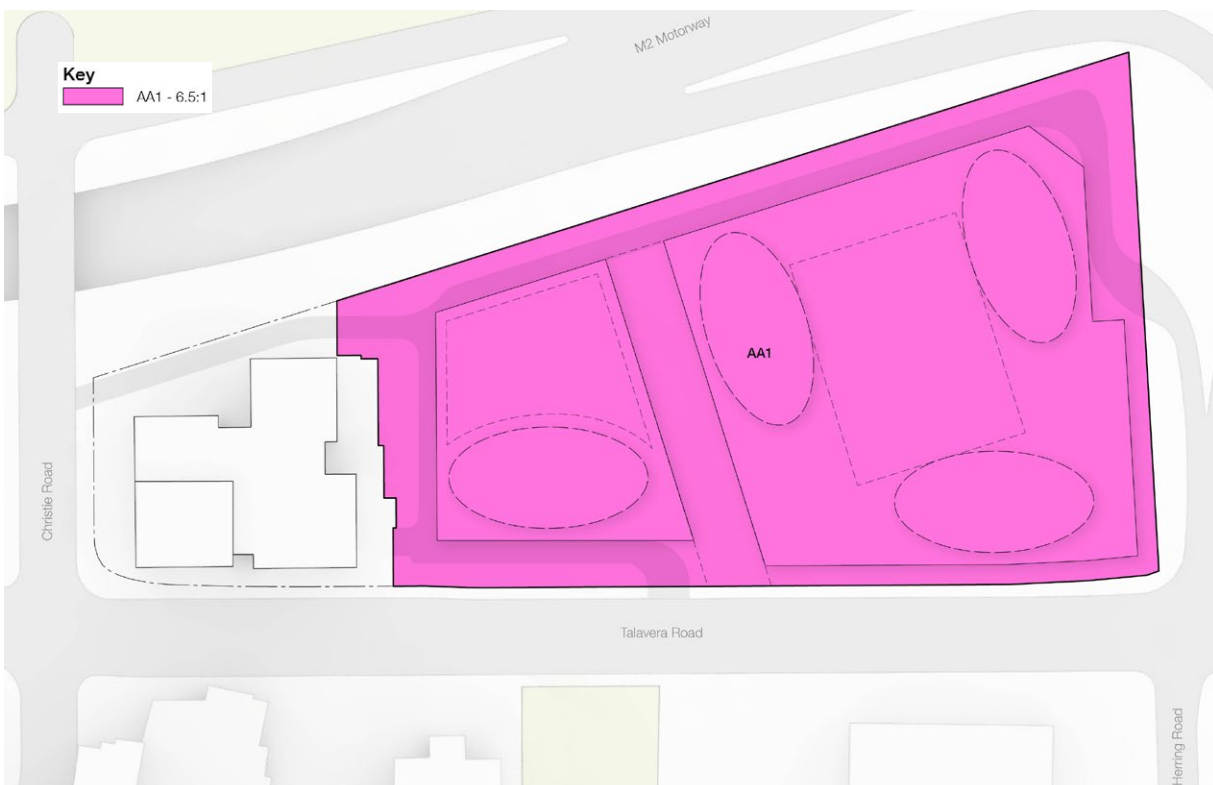 M2 Motorway
Key
AA1 - 6.5:1
AA1
Christie Road
Talavera Road
Herring Road